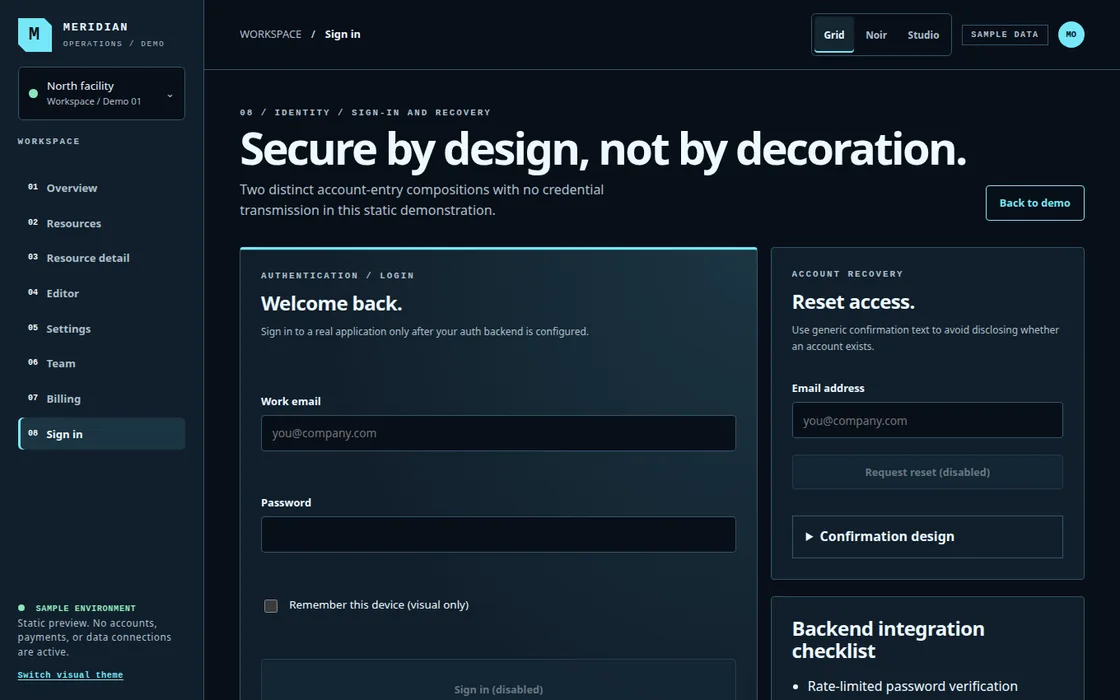 M
MERIDIAN
OPERATIONS / DEMO
North facility
Workspace / Demo 01
WORKSPACE
01 Overview
02 Resources
03 Resource detail
04 Editor
05 Settings
06 Team
07 Billing
08 Sign in
SAMPLE ENVIRONMENT
Static preview. No accounts,
payments, or data connections
are active.
Switch visual theme
WORKSPACE / Sign in
Grid Noir Studio
SAMPLE DATA
MO
08 / IDENTITY / SIGN-IN AND RECOVERY
Secure by design, not by decoration.
Two distinct account-entry compositions with no credential
transmission in this static demonstration.
Back to demo
AUTHENTICATION / LOGIN
Welcome back.
Sign in to a real application only after your auth backend is configured.
Work email
you@company.com
Password
Remember this device (visual only)
Sign in (disabled)
ACCOUNT RECOVERY
Reset access.
Use generic confirmation text to avoid disclosing whether
an account exists.
Email address
you@company.com
Request reset (disabled)
Confirmation design
Backend integration
checklist
• Rate-limited password verification